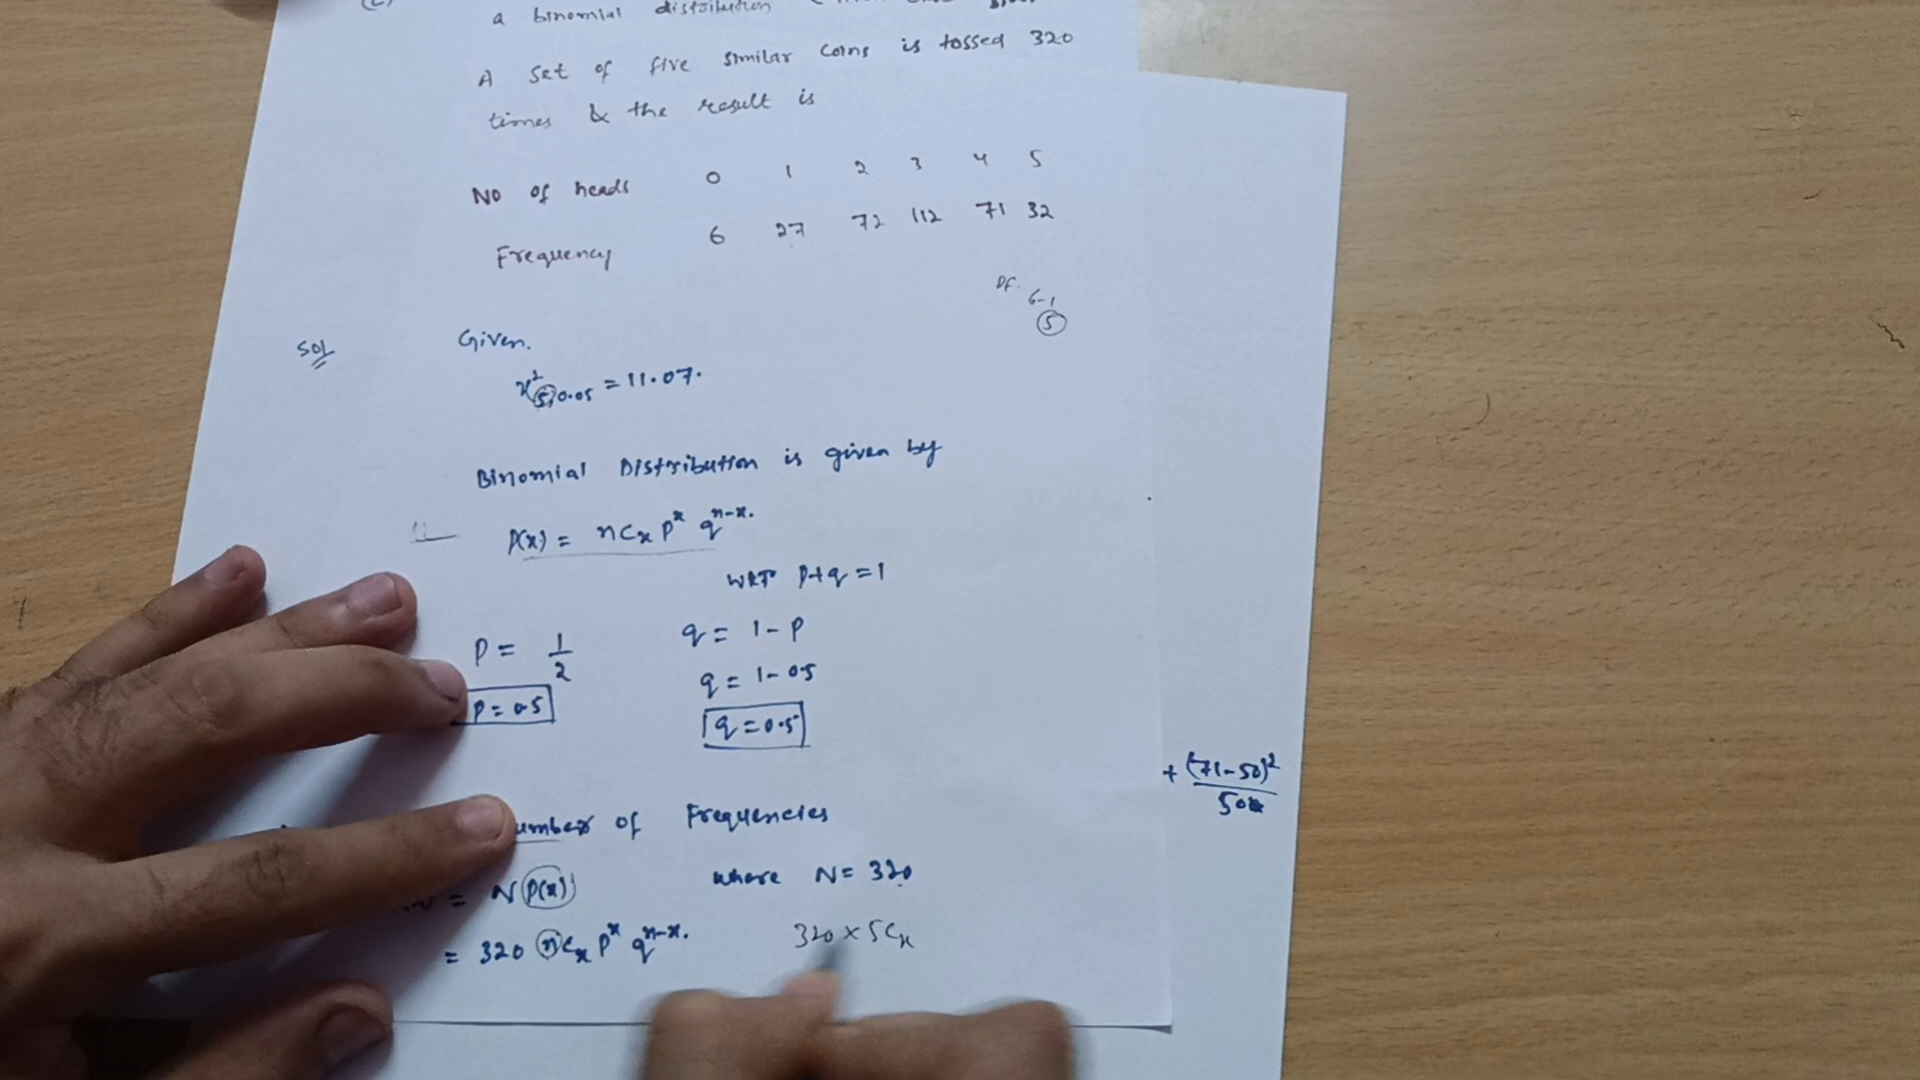 a binomial distribution
A set of five similar coins is tossed 320
times & the result is
No of heads 0 1 2 3 4 5
Frequency 6 27 72 112 71 32
DF.
6-1
5
Sol
Given.
x²5,0.05 = 11.07.
Binomial Distribution is given by
P(x) = nCx p^x q^n-x.
WKT p+q = 1
P = 1/2 q = 1-P
q = 1-0.5
P = 0.5 q = 0.5
umber of Frequencies
= N P(x) where N = 320
= 320 nCx p^x q^n-x. 320 × 5Cx
+ (71-50)²/50